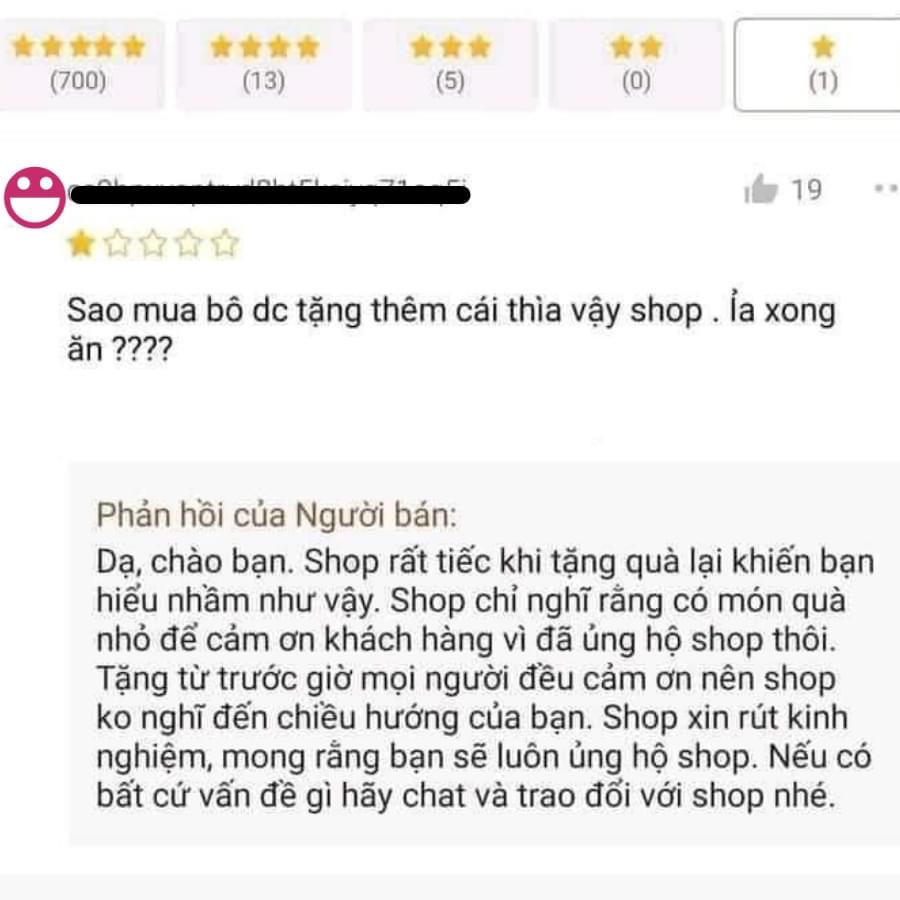 (700) (13) (5) (0) (1)
19
Sao mua bô dc tặng thêm cái thìa vậy shop . Ỉa xong
ăn ????
Phản hồi của Người bán:
Dạ, chào bạn. Shop rất tiếc khi tặng quà lại khiến bạn
hiểu nhầm như vậy. Shop chỉ nghĩ rằng có món quà
nhỏ để cảm ơn khách hàng vì đã ủng hộ shop thôi.
Tặng từ trước giờ mọi người đều cảm ơn nên shop
ko nghĩ đến chiều hướng của bạn. Shop xin rút kinh
nghiệm, mong rằng bạn sẽ luôn ủng hộ shop. Nếu có
bất cứ vấn đề gì hãy chat và trao đổi với shop nhé.